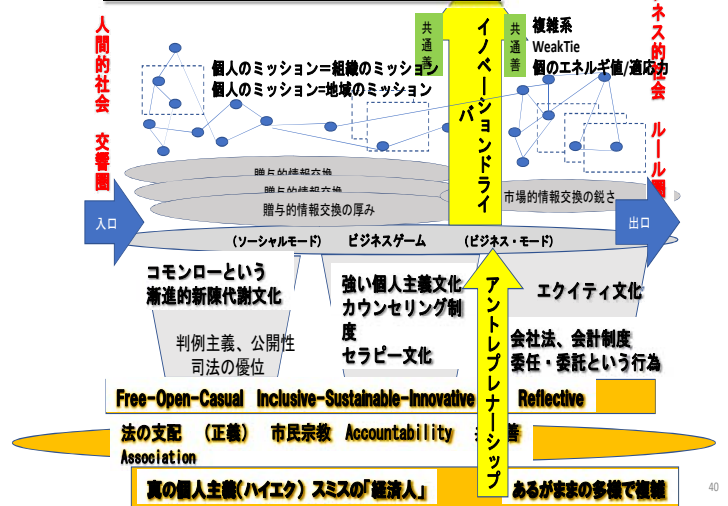 人間的社会 交響圏
共通善
イノベーションドライバ
共通善
複雑系
WeakTie
個のエネルギ値/適応力
ネス的社会 ルール圏
個人のミッション＝組織のミッション
個人のミッション=地域のミッション
贈与的情報交換
贈与的情報交換
贈与的情報交換の厚み
市場的情報交換の鋭さ
入口
出口
（ソーシャルモード） ビジネスゲーム （ビジネス・モード）
コモンローという
漸進的新陳代謝文化
判例主義、公開性
司法の優位
強い個人主義文化
カウンセリング制
度
セラピー文化
アントレプレナーシップ
エクイティ文化
会社法、会計制度
委任・委託という行為
Free-Open-Casual Inclusive-Sustainable-Innovative Reflective
法の支配 （正義） 市民宗教 Accountability 善
Association
真の個人主義（ハイエク）スミスの「経済人」 あるがままの多様で複雑
40